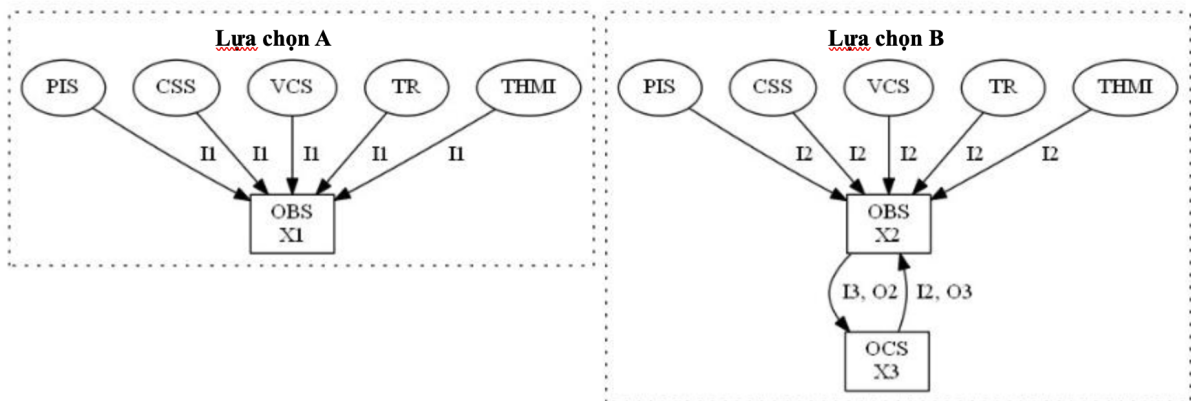 Lựa chọn A
PIS
CSS
VCS
TR
THMI
I1
I1
I1
I1
I1
OBS
X1
Lựa chọn B
PIS
CSS
VCS
TR
THMI
I2
I2
I2
I2
I2
OBS
X2
I3, O2
I2, O3
OCS
X3